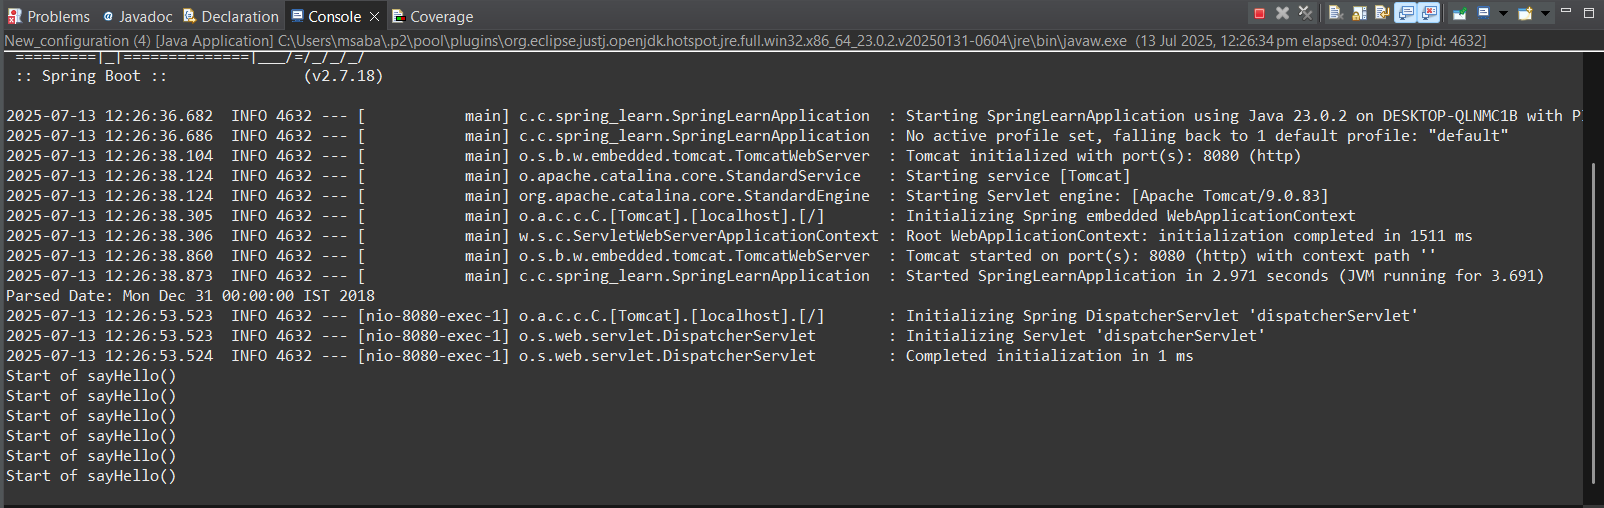 Problems Javadoc Declaration Console Coverage
New_configuration (4) [Java Application] C:\Users\msaba\.p2\pool\plugins\org.eclipse.justj.openjdk.hotspot.jre.full.win32.x86_64_23.0.2.v20250131-0604\jre\bin\javaw.exe (13 Jul 2025, 12:26:34 pm elapsed: 0:04:37) [pid: 4632]
=========|_|==============|___/=/_/_/_/
:: Spring Boot :: (v2.7.18)
2025-07-13 12:26:36.682 INFO 4632 --- [ main] c.c.spring_learn.SpringLearnApplication : Starting SpringLearnApplication using Java 23.0.2 on DESKTOP-QLNMC1B with
2025-07-13 12:26:36.686 INFO 4632 --- [ main] c.c.spring_learn.SpringLearnApplication : No active profile set, falling back to 1 default profile: "default"
2025-07-13 12:26:38.104 INFO 4632 --- [ main] o.s.b.w.embedded.tomcat.TomcatWebServer : Tomcat initialized with port(s): 8080 (http)
2025-07-13 12:26:38.124 INFO 4632 --- [ main] o.apache.catalina.core.StandardService : Starting service [Tomcat]
2025-07-13 12:26:38.124 INFO 4632 --- [ main] org.apache.catalina.core.StandardEngine : Starting Servlet engine: [Apache Tomcat/9.0.83]
2025-07-13 12:26:38.305 INFO 4632 --- [ main] o.a.c.c.C.[Tomcat].[localhost].[/] : Initializing Spring embedded WebApplicationContext
2025-07-13 12:26:38.306 INFO 4632 --- [ main] w.s.c.ServletWebServerApplicationContext : Root WebApplicationContext: initialization completed in 1511 ms
2025-07-13 12:26:38.860 INFO 4632 --- [ main] o.s.b.w.embedded.tomcat.TomcatWebServer : Tomcat started on port(s): 8080 (http) with context path ''
2025-07-13 12:26:38.873 INFO 4632 --- [ main] c.c.spring_learn.SpringLearnApplication : Started SpringLearnApplication in 2.971 seconds (JVM running for 3.691)
Parsed Date: Mon Dec 31 00:00:00 IST 2018
2025-07-13 12:26:53.523 INFO 4632 --- [nio-8080-exec-1] o.a.c.c.C.[Tomcat].[localhost].[/] : Initializing Spring DispatcherServlet 'dispatcherServlet'
2025-07-13 12:26:53.523 INFO 4632 --- [nio-8080-exec-1] o.s.web.servlet.DispatcherServlet : Initializing Servlet 'dispatcherServlet'
2025-07-13 12:26:53.524 INFO 4632 --- [nio-8080-exec-1] o.s.web.servlet.DispatcherServlet : Completed initialization in 1 ms
Start of sayHello()
Start of sayHello()
Start of sayHello()
Start of sayHello()
Start of sayHello()
Start of sayHello()